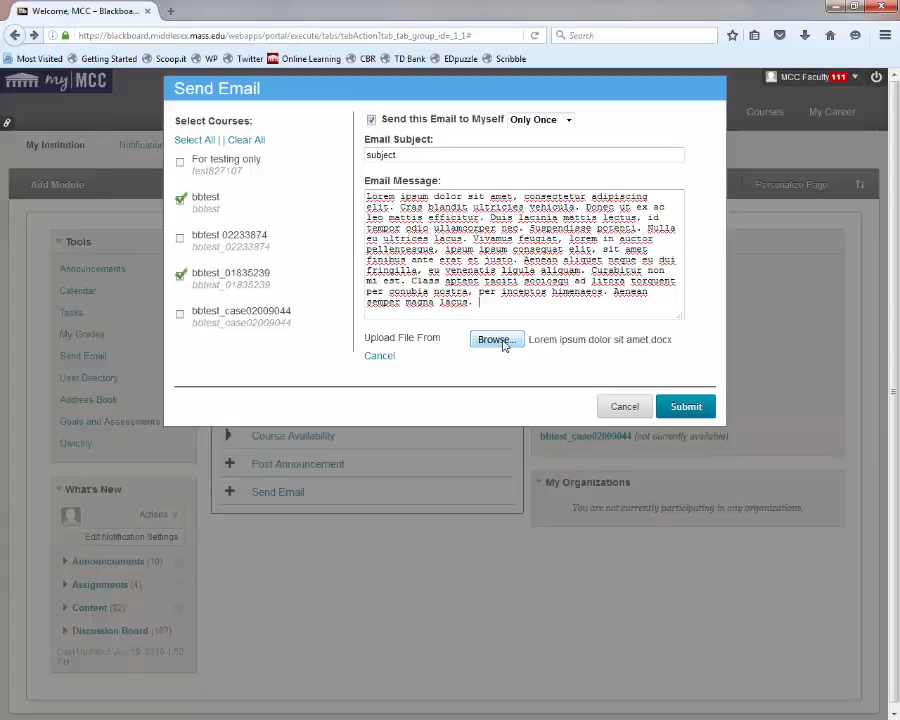 Welcome, MCC – Blackboa...
https://blackboard.middlesex.mass.edu/webapps/portal/execute/tabs/tabAction?tab_tab_group_id=_1_1#
Search
Most Visited
Getting Started
Scoop.it
WP
Twitter
Online Learning
CBR
TD Bank
EDpuzzle
Scribble
my MCC
MCC Faculty 111
Courses
My Career
My Institution
Notification
Add Module
Personalize Page
Send Email
Select Courses:
Select All | | Clear All
For testing only
test827107
bbtest
bbtest
bbtest 02233874
bbtest_02233874
bbtest_01835239
bbtest_01835239
bbtest_case02009044
bbtest_case02009044
Send this Email to Myself Only Once
Email Subject:
subject
Email Message:
Lorem ipsum dolor sit amet, consectetur adipiscing
elit. Cras blandit ultricies vehicula. Donec ut ex ac
leo mattis efficitur. Duis lacinia mattis lectus, id
tempor odio ullamcorper nec. Suspendisse potenti. Nulla
eu ultrices lacus. Vivamus feugiat, lorem in auctor
pellentesque, ipsum ipsum consequat elit, sit amet
finibus ante erat et justo. Aenean aliquet neque eu dui
fringilla, eu venenatis ligula aliquam. Curabitur non
mi est. Class aptent taciti sociosqu ad litora torquent
per conubia nostra, per inceptos himenaeos. Aenean
semper magna lacus.
Upload File From
Browse...
Lorem ipsum dolor sit amet.docx
Cancel
Cancel
Submit
Tools
Announcements
Calendar
Tasks
My Grades
Send Email
User Directory
Address Book
Goals and Assessments
Qwickly
What's New
Actions
Edit Notification Settings
Announcements (19)
Assignments (4)
Content (82)
Discussion Board (187)
Last Updated:
PM
Course Availability
Post Announcement
Send Email
bbtest_case02009044 (not currently available)
My Organizations
You are not currently participating in any organizations.